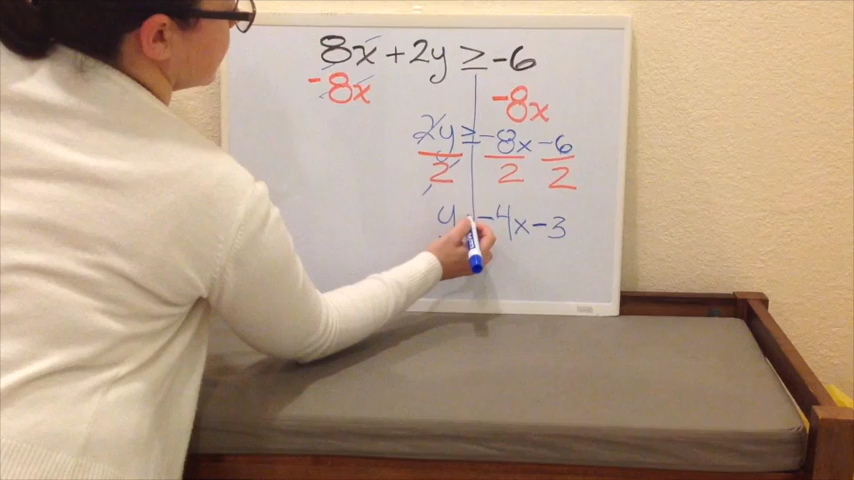 8x + 2y ≥ -6
-8x -8x
2y ≥ -8x - 6
2 2 2
y -4x - 3